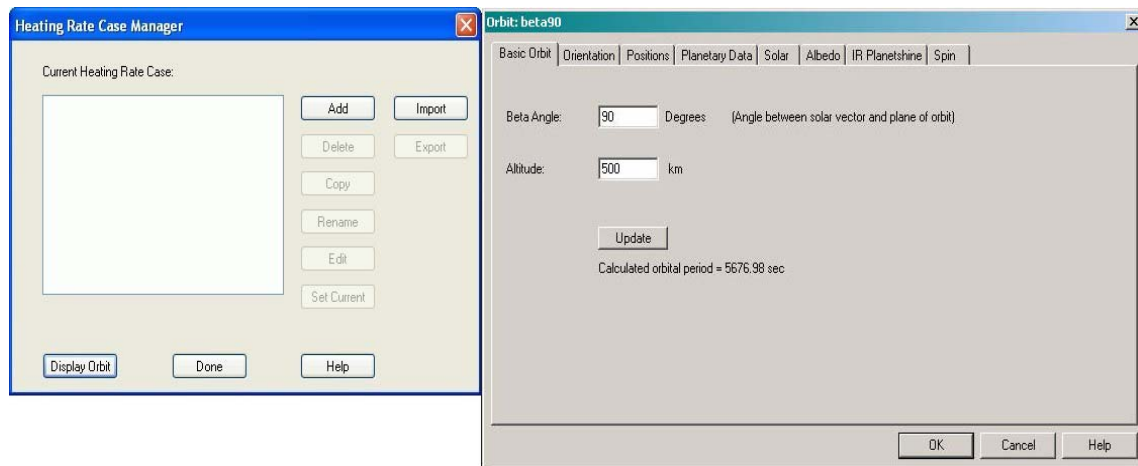 Heating Rate Case Manager
Current Heating Rate Case:
Add Import
Delete Export
Copy
Rename
Edit
Set Current
Display Orbit Done Help
Orbit: beta90
Basic Orbit Orientation Positions Planetary Data Solar Albedo IR Planetshine Spin
Beta Angle: 90 Degrees (Angle between solar vector and plane of orbit)
Altitude: 500 km
Update
Calculated orbital period = 5676.98 sec
OK Cancel Help